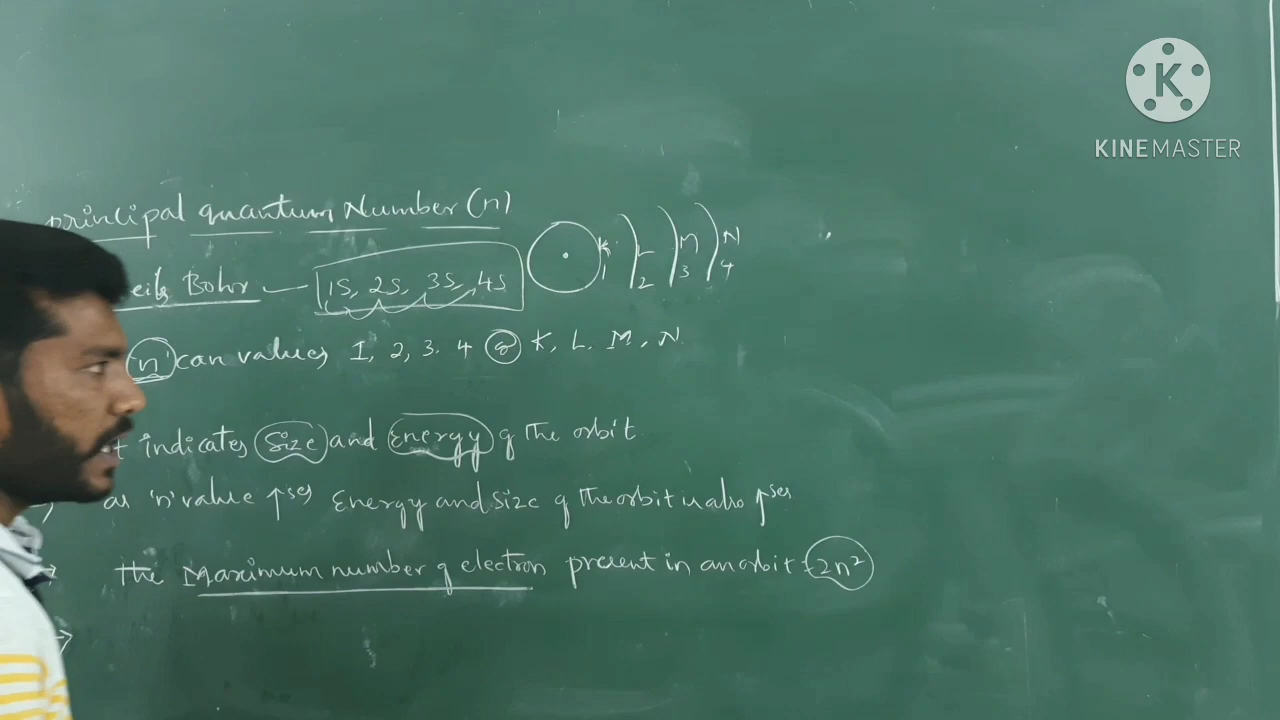 K
KINEMASTER
principal quantum Number (n)
Neils Bohr — 1S, 2S, 3S, 4S
K L M N
1 2 3 4
'n' can values 1, 2, 3, 4 or K, L, M, N
It indicates Size and Energy of the orbit
→ as 'n' value ↑ses Energy and Size of the orbit is also ↑ses
→ the Maximum number of electron present in an orbit = 2n²
→